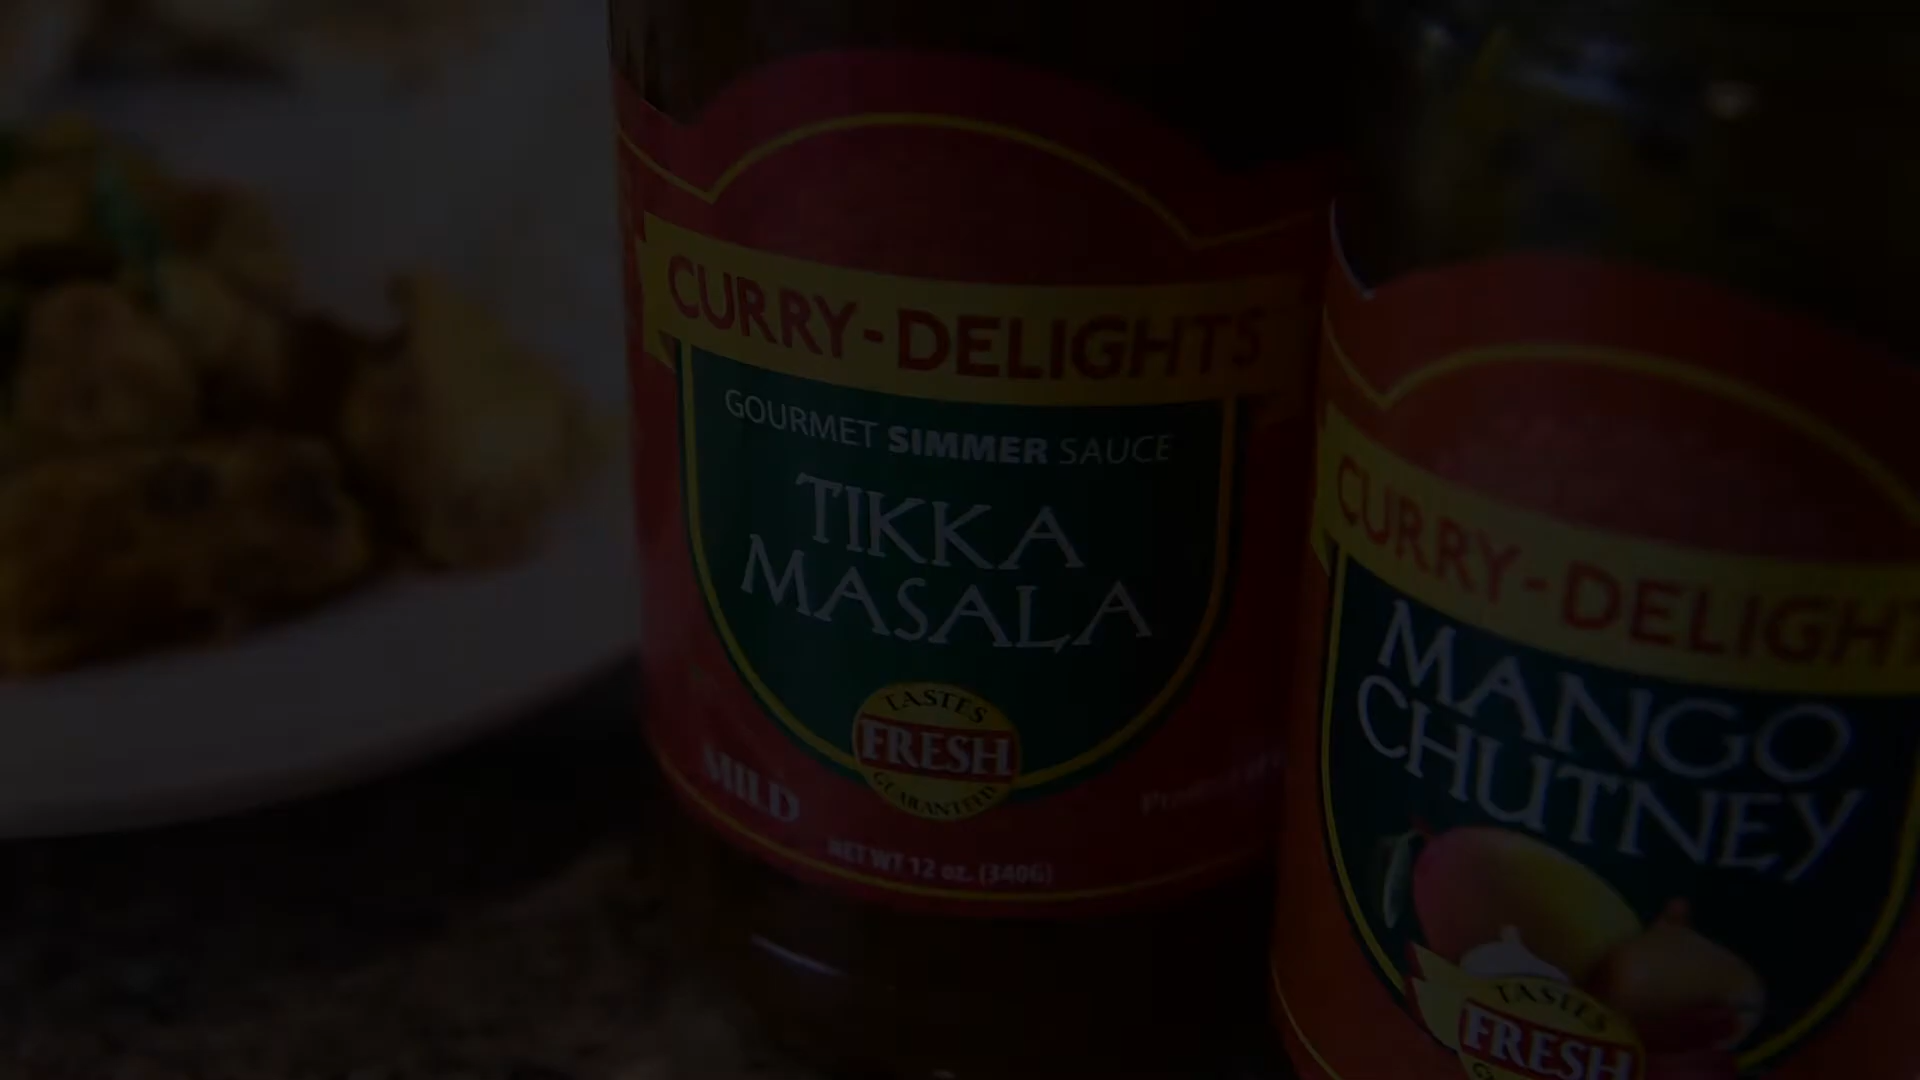 CURRY-DELIGHTS
GOURMET SIMMER SAUCE
TIKKA
MASALA
TASTES
FRESH
GUARANTEED
MILD
NET WT 12 oz. (340G)
CURRY-DELIGHT
MANGO
CHUTNEY
TASTES
FRESH